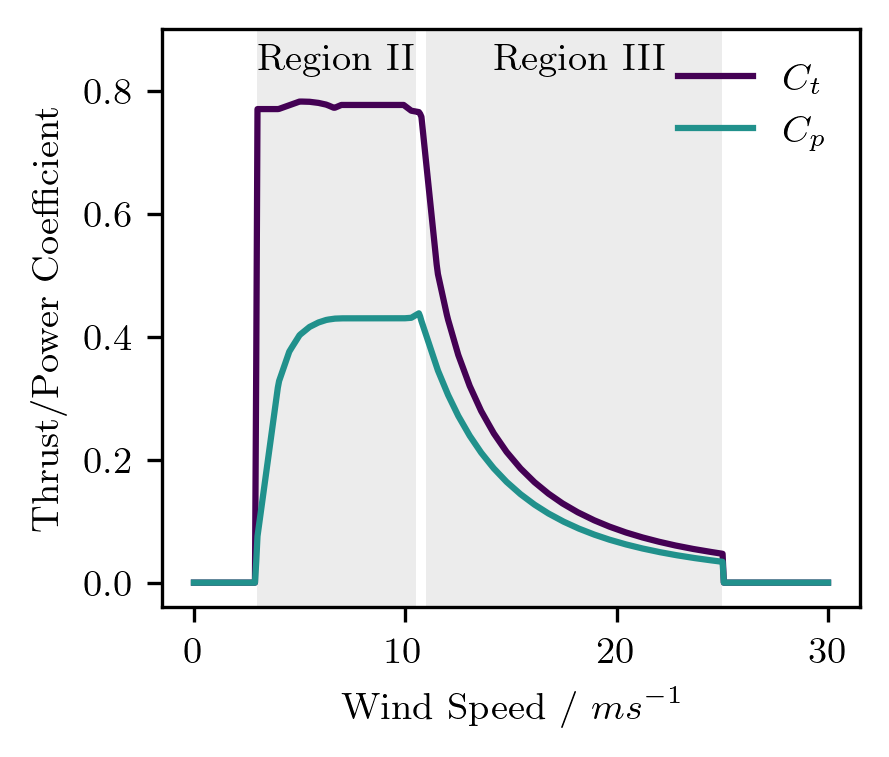 Region II
Region III
C_t
C_p
Thrust/Power Coefficient
0.8
0.6
0.4
0.2
0.0
0
10
20
30
Wind Speed / ms⁻¹